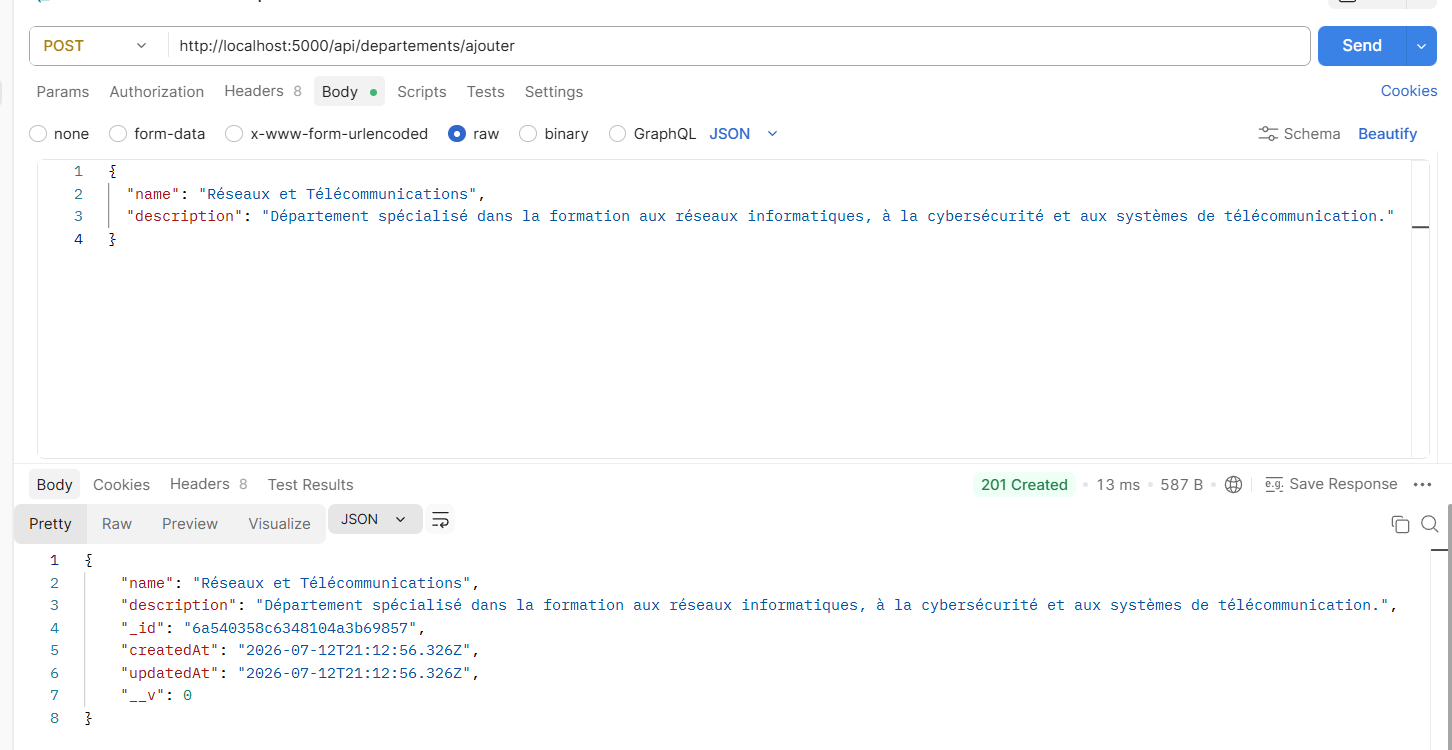 POST http://localhost:5000/api/departements/ajouter Send
Params Authorization Headers 8 Body Scripts Tests Settings Cookies
none form-data x-www-form-urlencoded raw binary GraphQL JSON Schema Beautify
1 {
2 "name": "Réseaux et Télécommunications",
3 "description": "Département spécialisé dans la formation aux réseaux informatiques, à la cybersécurité et aux systèmes de télécommunication."
4 }
Body Cookies Headers 8 Test Results 201 Created • 13 ms • 587 B • e.g. Save Response
Pretty Raw Preview Visualize JSON
1 {
2 "name": "Réseaux et Télécommunications",
3 "description": "Département spécialisé dans la formation aux réseaux informatiques, à la cybersécurité et aux systèmes de télécommunication.",
4 "_id": "6a540358c6348104a3b69857",
5 "createdAt": "2026-07-12T21:12:56.326Z",
6 "updatedAt": "2026-07-12T21:12:56.326Z",
7 "__v": 0
8 }